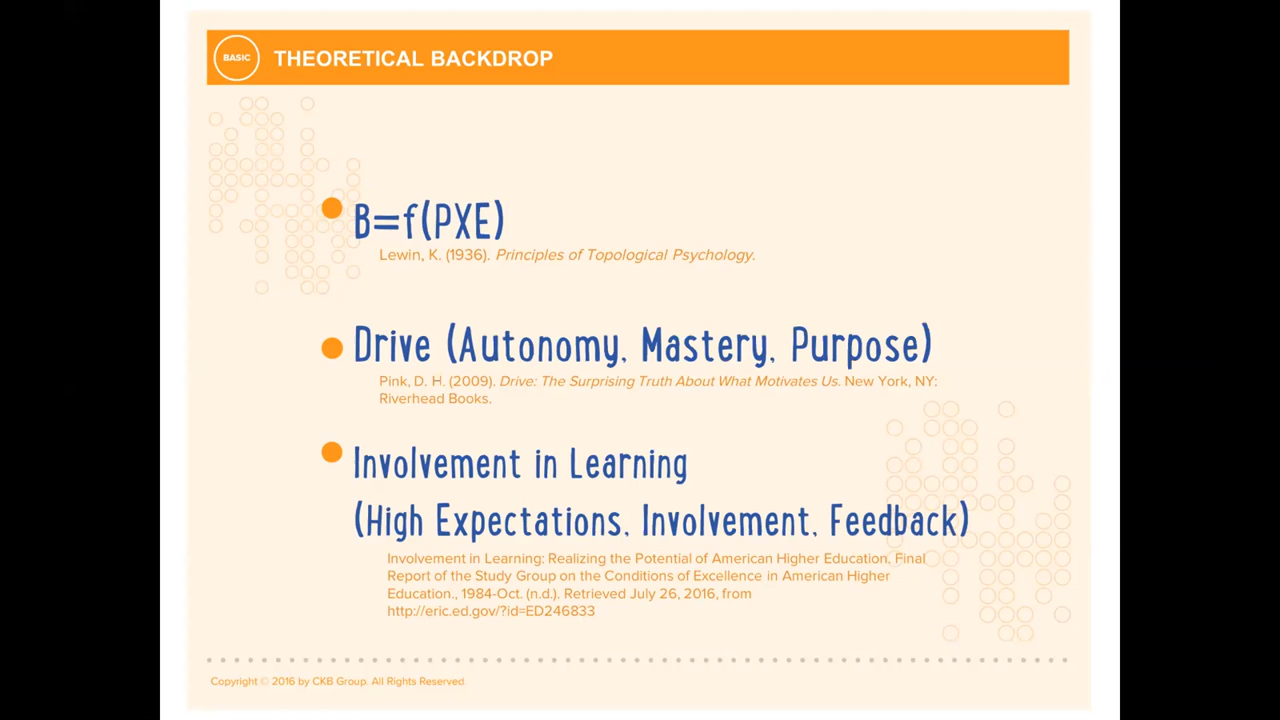 BASIC
THEORETICAL BACKDROP
B=f(PXE)
Lewin, K. (1936). Principles of Topological Psychology.
Drive (Autonomy, Mastery, Purpose)
Pink, D. H. (2009). Drive: The Surprising Truth About What Motivates Us. New York, NY:
Riverhead Books.
Involvement in Learning
(High Expectations, Involvement, Feedback)
Involvement in Learning: Realizing the Potential of American Higher Education. Final
Report of the Study Group on the Conditions of Excellence in American Higher
Education., 1984-Oct. (n.d.). Retrieved July 26, 2016, from
http://eric.ed.gov/?id=ED246833
Copyright © 2016 by CKB Group. All Rights Reserved.